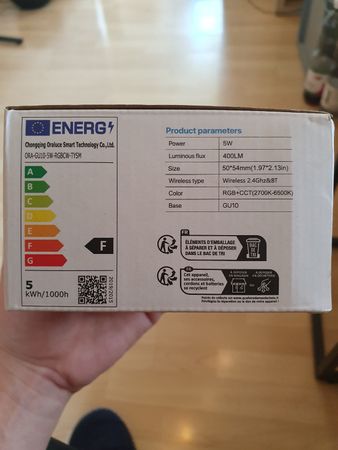 ENERG
Chongqing Oraluce Smart Technology Co.,Ltd.
ORA-GU10-5W-RGBCW-TYSM
A
B
C
D
E
F
G
F
5
kWh/1000h
2019/2015
Product parameters
Power 5W
Luminous flux 400LM
Size 50*54mm(1.97*2.13in)
Wireless type Wireless 2.4Ghz&BT
Color RGB+CCT(2700K-6500K)
Base GU10
FR
ÉLÉMENTS D'EMBALLAGE
À SÉPARER ET À DÉPOSER
DANS LE BAC DE TRI
FR
Cet appareil,
ses accessoires,
cordons et batteries
se recyclent